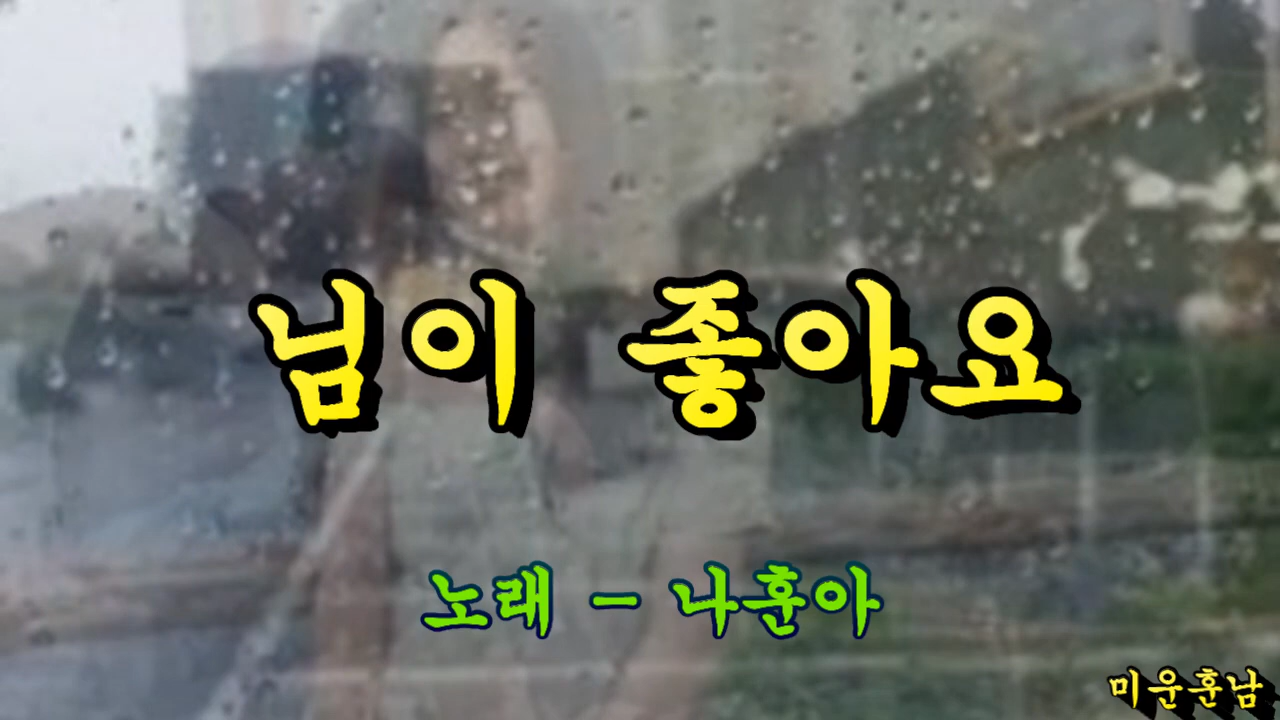 님이 좋아요
노래 - 나훈아
미운훈남